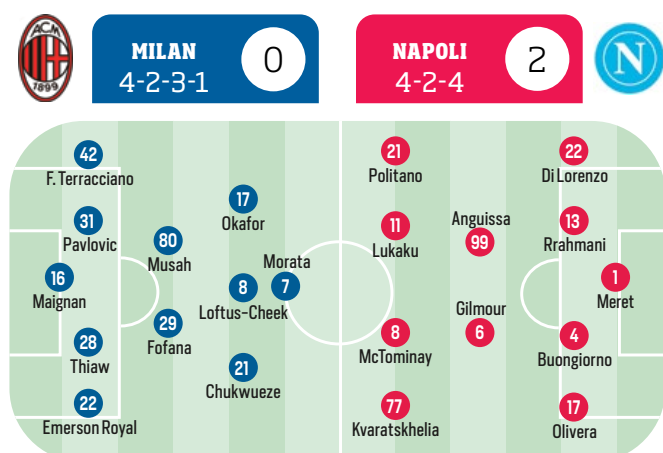 ACM
1899
MILAN
4-2-3-1
0
NAPOLI
4-2-4
2
N
42
F. Terracciano
31
Pavlovic
16
Maignan
28
Thiaw
22
Emerson Royal
80
Musah
29
Fofana
17
Okafor
8
Loftus-Cheek
21
Chukwueze
Morata
7
21
Politano
11
Lukaku
8
McTominay
77
Kvaratskhelia
Anguissa
99
Gilmour
6
22
Di Lorenzo
13
Rrahmani
4
Buongiorno
17
Olivera
1
Meret